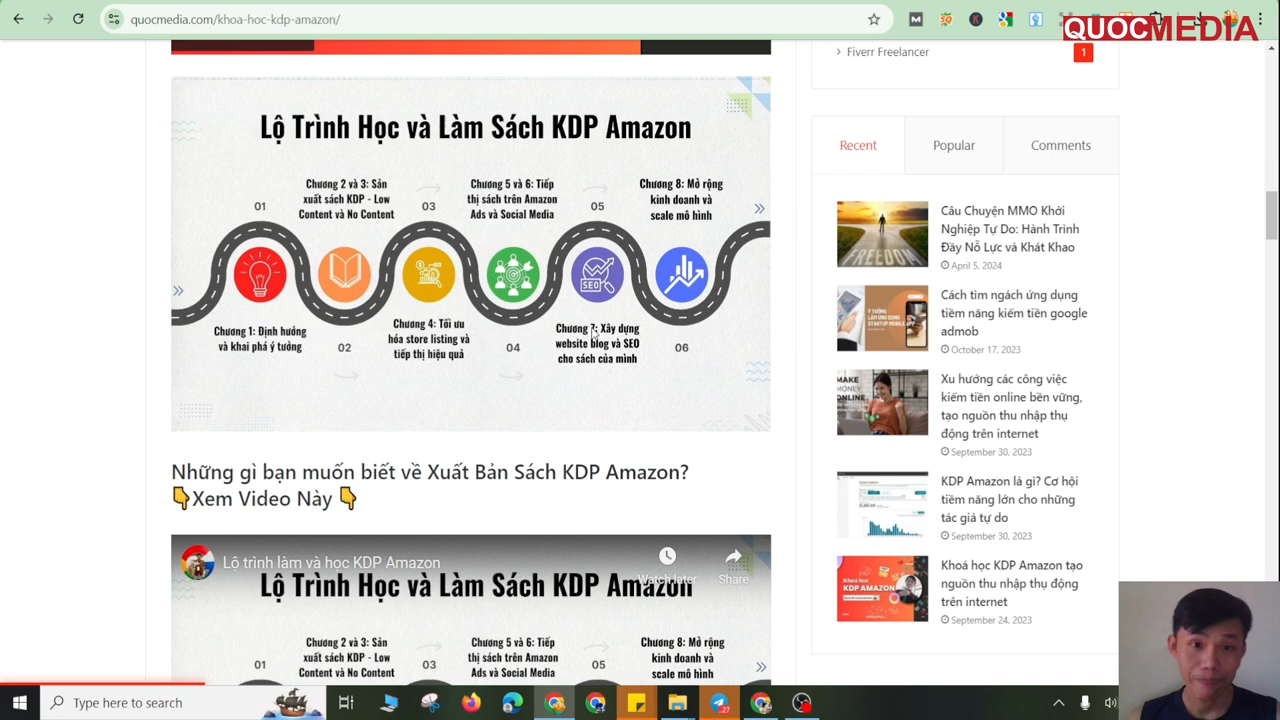 quocmedia.com/khoa-hoc-kdp-amazon/
QUOCMEDIA
Fiverr Freelancer
1
Lộ Trình Học và Làm Sách KDP Amazon
Chương 2 và 3: Sản
xuất sách KDP - Low
Content và No Content
Chương 5 và 6: Tiếp
thị sách trên Amazon
Ads và Social Media
Chương 8: Mở rộng
kinh doanh và
scale mô hình
01
03
05
SEO
Chương 1: Định hướng
và khai phá ý tưởng
02
Chương 4: Tối ưu
hóa store listing và
tiếp thị hiệu quả
04
Chương 7: Xây dựng
website blog và SEO
cho sách của mình
06
Những gì bạn muốn biết về Xuất Bản Sách KDP Amazon?
👇Xem Video Này 👇
Lộ trình làm và học KDP Amazon
Watch later
Share
Lộ Trình Học và Làm Sách KDP Amazon
Chương 2 và 3: Sản
xuất sách KDP - Low
Content và No Content
Chương 5 và 6: Tiếp
thị sách trên Amazon
Ads và Social Media
Chương 8: Mở rộng
kinh doanh và
scale mô hình
01
03
05
Recent
Popular
Comments
FREEDOM
Câu Chuyện MMO Khởi
Nghiệp Tự Do: Hành Trình
Đầy Nỗ Lực và Khát Khao
April 5, 2024
Cách tìm ngách ứng dụng
tiềm năng kiếm tiền google
admob
October 17, 2023
MAKE
MONEY
ONLINE
Xu hướng các công việc
kiếm tiền online bền vững,
tạo nguồn thu nhập thụ
động trên internet
September 30, 2023
KDP Amazon là gì? Cơ hội
tiềm năng lớn cho những
tác giả tự do
September 30, 2023
Khoá học
KDP AMAZON
Khoá học KDP Amazon tạo
nguồn thu nhập thụ động
trên internet
September 24, 2023
Type here to search
27